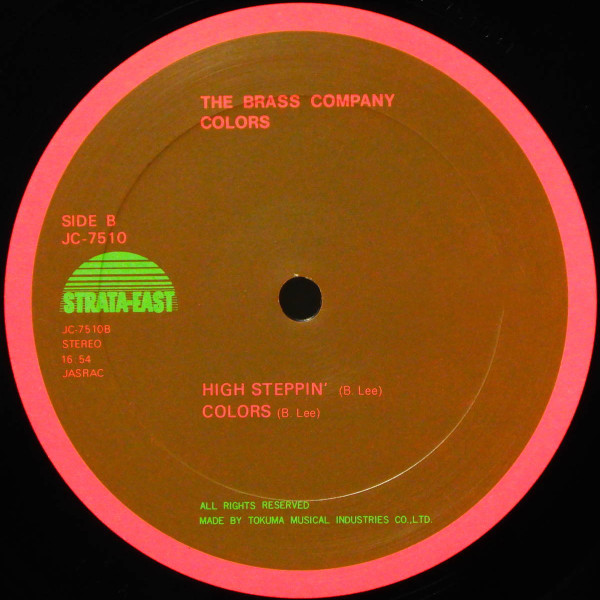 THE BRASS COMPANY
COLORS
SIDE B
JC-7510
STRATA-EAST
JC-7510B
STEREO
16 54
JASRAC
HIGH STEPPIN' (B. Lee)
COLORS (B. Lee)
ALL RIGHTS RESERVED
MADE BY TOKUMA MUSICAL INDUSTRIES CO.,LTD.